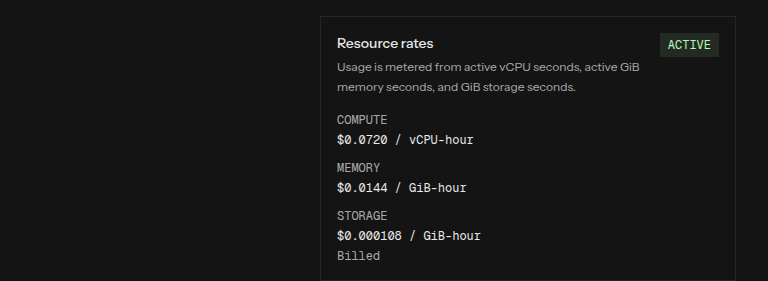 Resource rates
ACTIVE
Usage is metered from active vCPU seconds, active GiB
memory seconds, and GiB storage seconds.
COMPUTE
$0.0720 / vCPU-hour
MEMORY
$0.0144 / GiB-hour
STORAGE
$0.000108 / GiB-hour
Billed